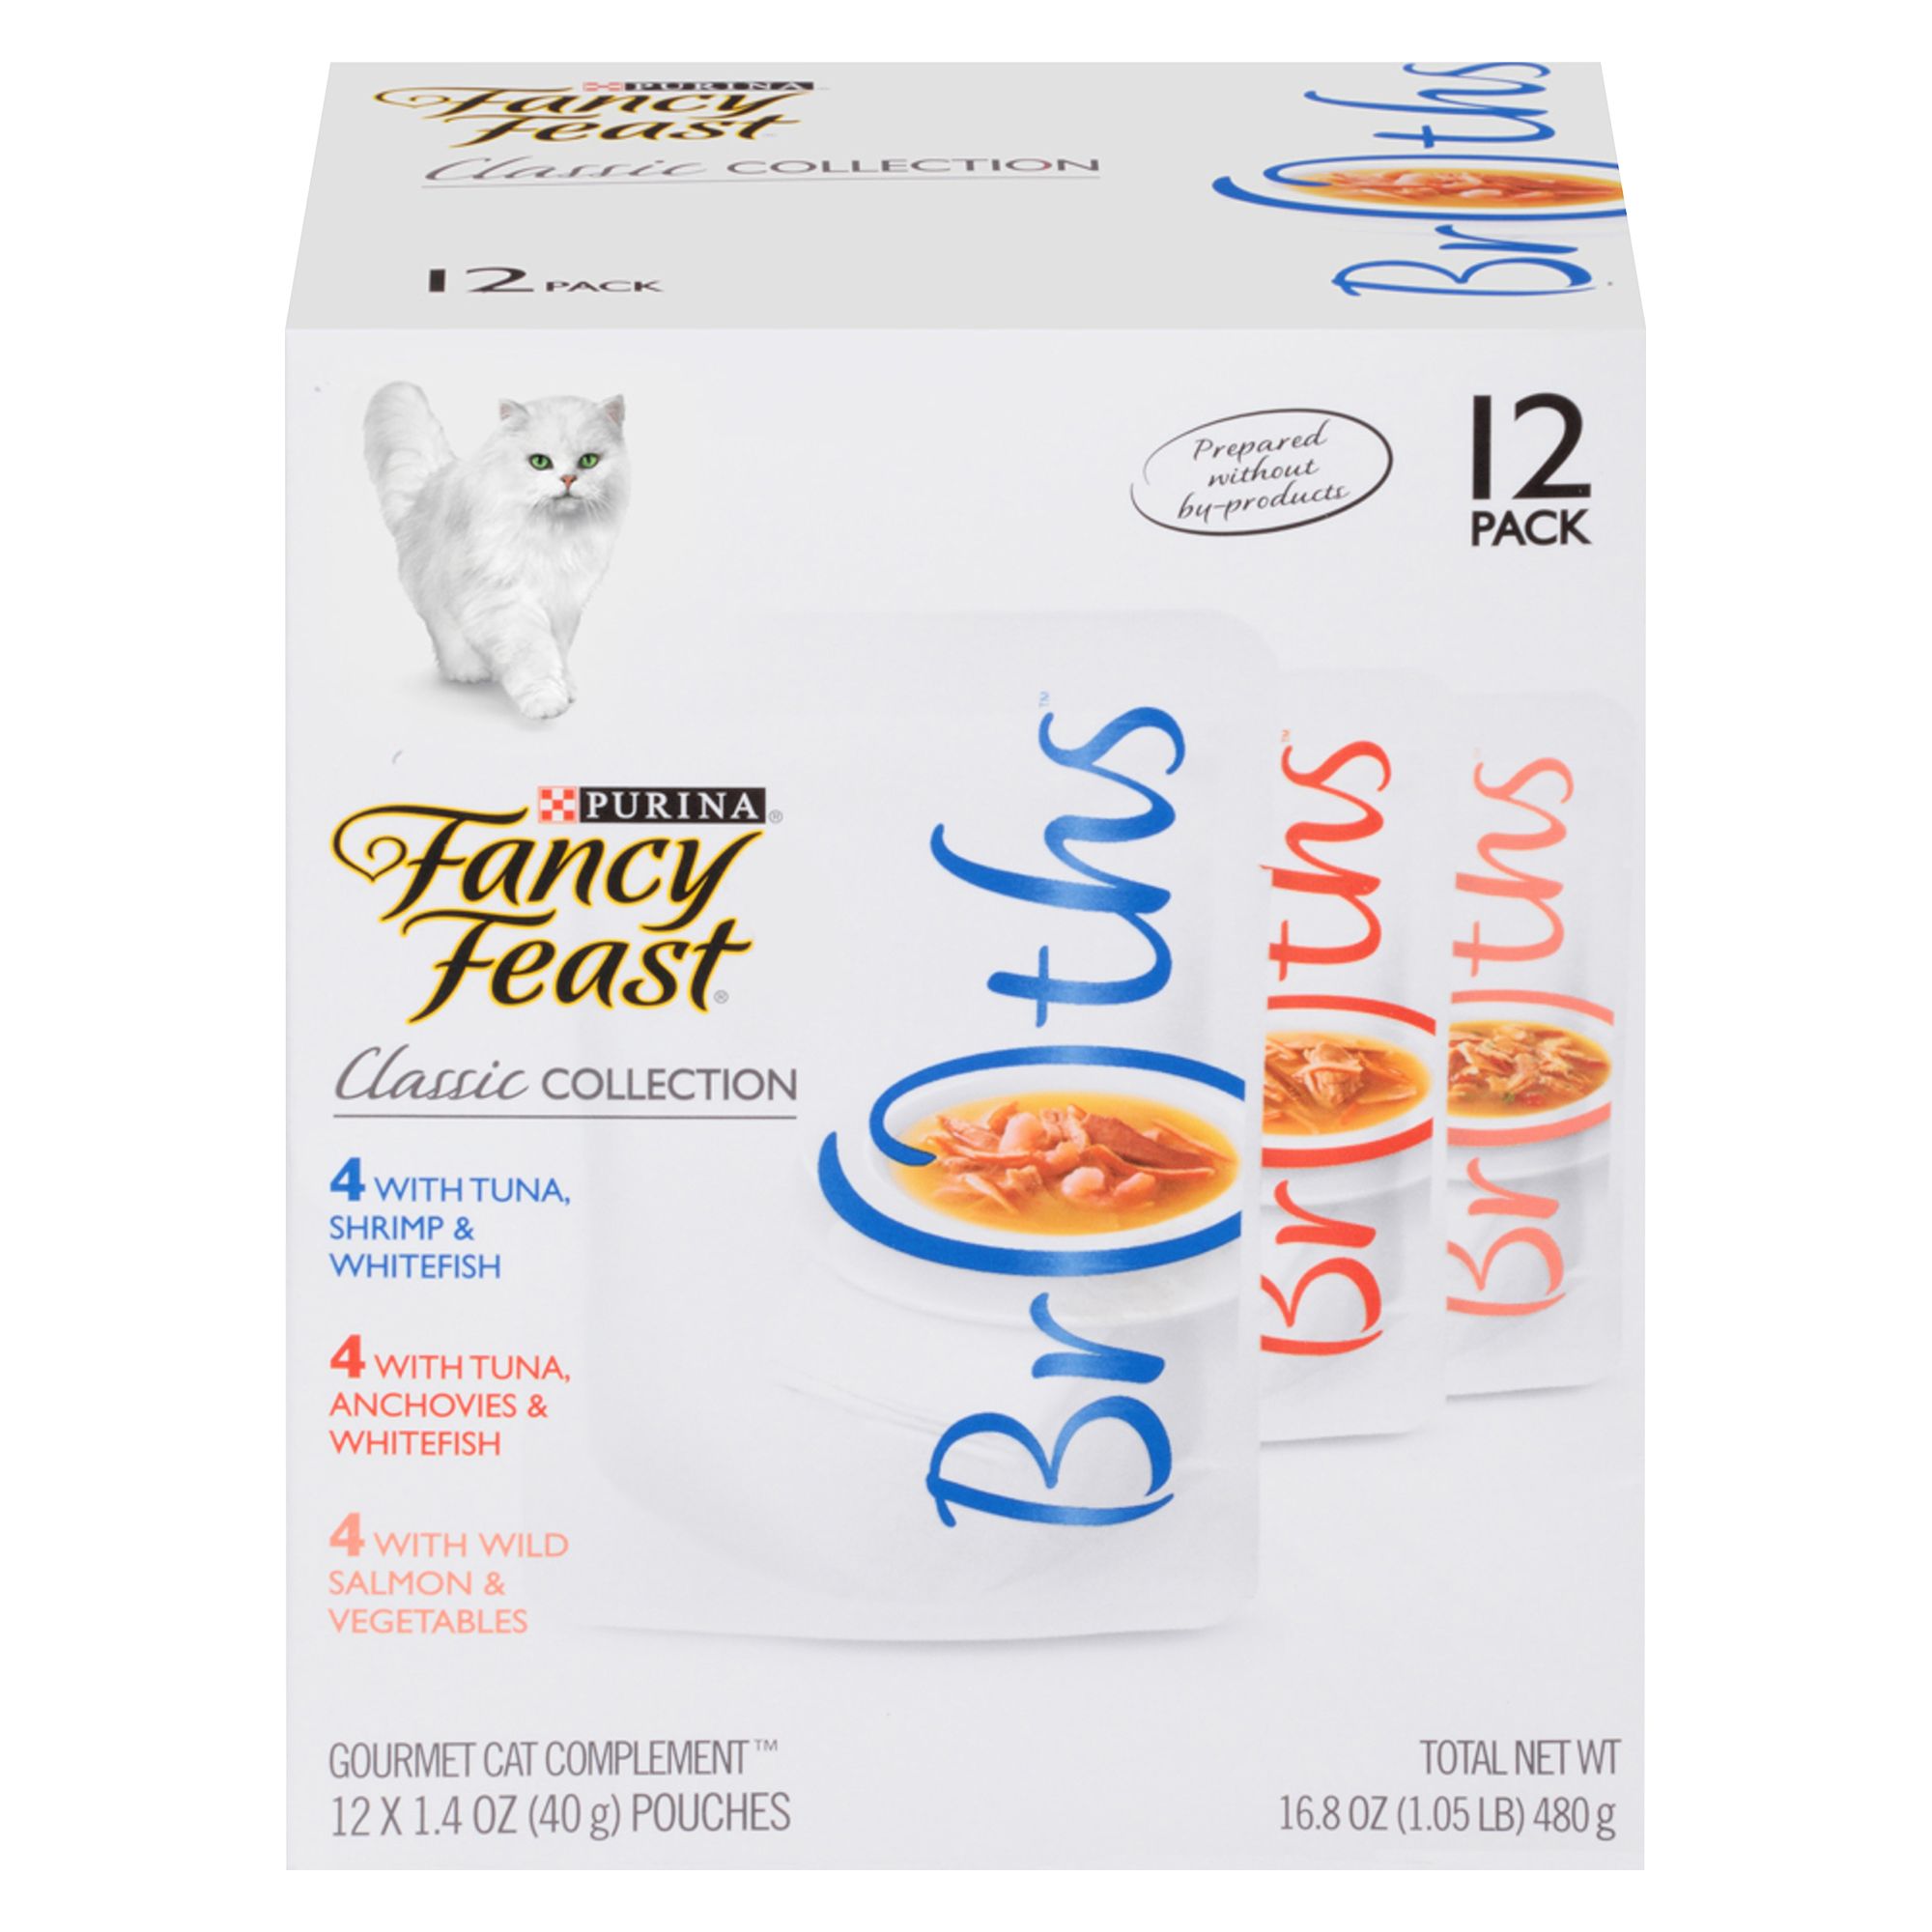 PURINA
Fancy
Feast
Classic COLLECTION
12 PACK
Broths
Prepared
without
by-products
12
PACK
PURINA®
Fancy
Feast®
Classic COLLECTION
4 WITH TUNA,
SHRIMP &
WHITEFISH
4 WITH TUNA,
ANCHOVIES &
WHITEFISH
4 WITH WILD
SALMON &
VEGETABLES
Broths™
Broths™
Broths
GOURMET CAT COMPLEMENT™
12 X 1.4 OZ (40 g) POUCHES
TOTAL NET WT
16.8 OZ (1.05 LB) 480 g